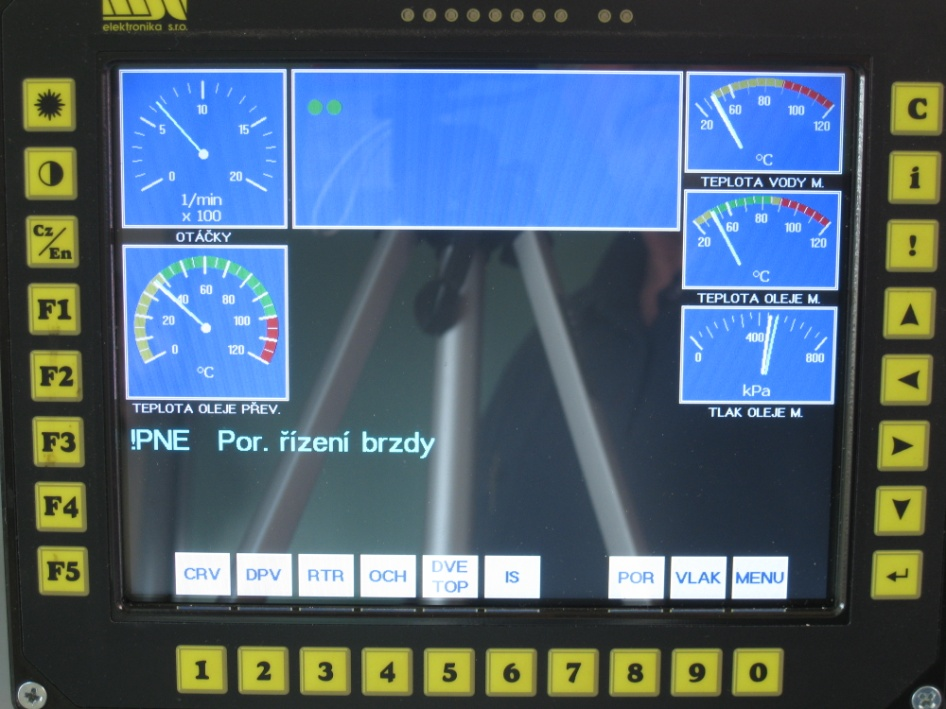 elektronika s.r.o.
Cz/En
F1
F2
F3
F4
F5
C
i
!
0 5 10 15 20
1/min
x 100
OTÁČKY
0 20 40 60 80 100 120
°C
TEPLOTA OLEJE PŘEV.
20 60 80 100 120
°C
TEPLOTA VODY M.
20 60 80 100 120
°C
TEPLOTA OLEJE M.
0 400 800
kPa
TLAK OLEJE M.
!PNE Por. řízení brzdy
CRV DPV RTR OCH DVE TOP IS POR VLAK MENU
1 2 3 4 5 6 7 8 9 0